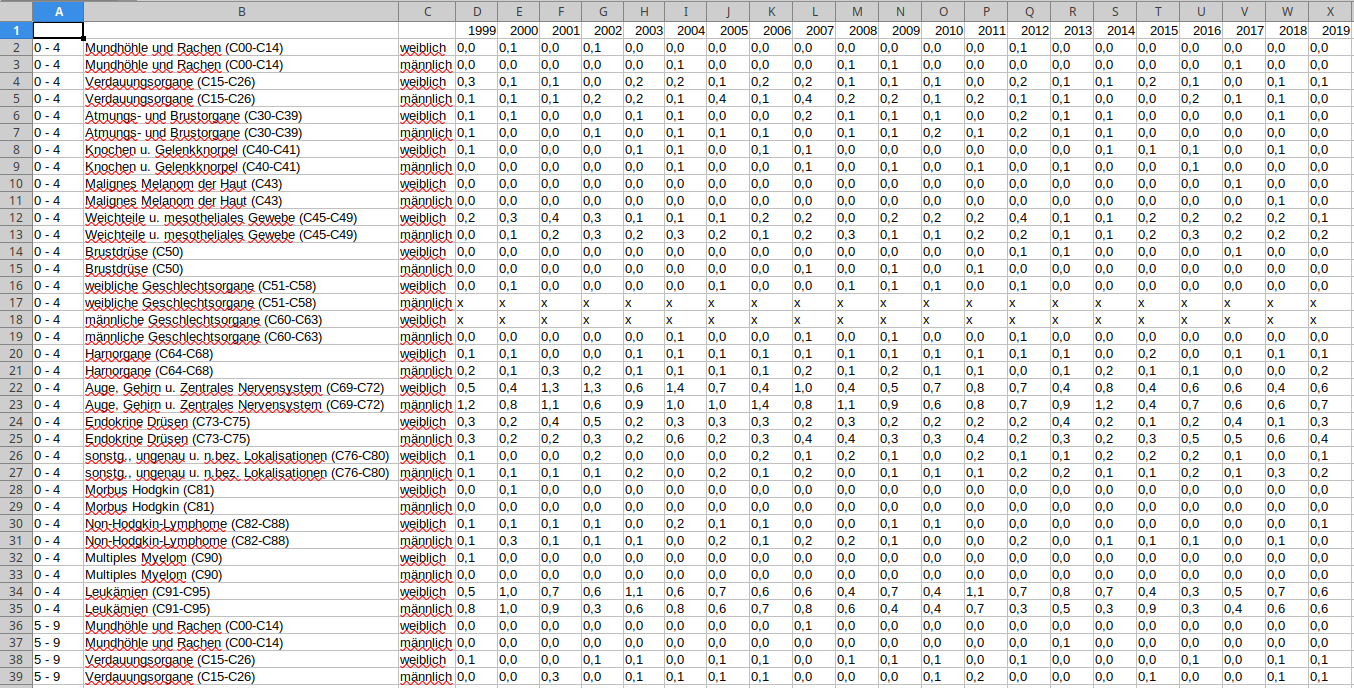 A B C D E F G H I J K L M N O P Q R S T U V W X
1 1999 2000 2001 2002 2003 2004 2005 2006 2007 2008 2009 2010 2011 2012 2013 2014 2015 2016 2017 2018 2019
2 0 - 4 Mundhöhle und Rachen (C00-C14) weiblich 0,0 0,1 0,0 0,1 0,0 0,0 0,0 0,0 0,0 0,0 0,0 0,0 0,0 0,1 0,0 0,0 0,0 0,0 0,0 0,0 0,0
3 0 - 4 Mundhöhle und Rachen (C00-C14) männlich 0,0 0,0 0,0 0,0 0,0 0,1 0,0 0,0 0,0 0,1 0,1 0,0 0,0 0,0 0,0 0,0 0,0 0,0 0,1 0,0 0,0
4 0 - 4 Verdauungsorgane (C15-C26) weiblich 0,3 0,1 0,1 0,0 0,2 0,2 0,1 0,2 0,2 0,1 0,1 0,1 0,0 0,2 0,1 0,1 0,2 0,1 0,0 0,1 0,1
5 0 - 4 Verdauungsorgane (C15-C26) männlich 0,1 0,1 0,1 0,2 0,2 0,1 0,4 0,1 0,4 0,2 0,2 0,1 0,2 0,1 0,1 0,0 0,0 0,2 0,1 0,1 0,0
6 0 - 4 Atmungs- und Brustorgane (C30-C39) weiblich 0,1 0,1 0,0 0,0 0,1 0,1 0,0 0,0 0,2 0,1 0,1 0,1 0,0 0,2 0,1 0,1 0,0 0,0 0,0 0,1 0,0
7 0 - 4 Atmungs- und Brustorgane (C30-C39) männlich 0,1 0,0 0,0 0,1 0,0 0,1 0,1 0,1 0,0 0,1 0,1 0,2 0,1 0,2 0,1 0,1 0,0 0,0 0,0 0,0 0,0
8 0 - 4 Knochen u. Gelenkknorpel (C40-C41) weiblich 0,1 0,0 0,0 0,0 0,1 0,1 0,1 0,0 0,1 0,1 0,0 0,0 0,0 0,0 0,0 0,1 0,1 0,1 0,0 0,1 0,0
9 0 - 4 Knochen u. Gelenkknorpel (C40-C41) männlich 0,0 0,0 0,0 0,0 0,0 0,1 0,0 0,0 0,1 0,0 0,1 0,0 0,1 0,0 0,1 0,0 0,0 0,1 0,0 0,0 0,0
10 0 - 4 Malignes Melanom der Haut (C43) weiblich 0,0 0,0 0,0 0,0 0,0 0,0 0,0 0,0 0,0 0,0 0,0 0,0 0,0 0,0 0,0 0,0 0,0 0,0 0,1 0,0 0,0
11 0 - 4 Malignes Melanom der Haut (C43) männlich 0,0 0,0 0,0 0,0 0,0 0,0 0,0 0,0 0,0 0,0 0,0 0,0 0,0 0,0 0,0 0,0 0,0 0,0 0,0 0,1 0,0
12 0 - 4 Weichteile u. mesotheliales Gewebe (C45-C49) weiblich 0,2 0,3 0,4 0,3 0,1 0,1 0,1 0,2 0,2 0,0 0,2 0,2 0,2 0,4 0,1 0,1 0,2 0,2 0,2 0,2 0,1
13 0 - 4 Weichteile u. mesotheliales Gewebe (C45-C49) männlich 0,0 0,1 0,2 0,3 0,2 0,3 0,2 0,1 0,2 0,3 0,1 0,1 0,2 0,2 0,1 0,1 0,2 0,3 0,2 0,2 0,2
14 0 - 4 Brustdrüse (C50) weiblich 0,0 0,0 0,0 0,0 0,0 0,0 0,0 0,0 0,0 0,0 0,0 0,0 0,0 0,1 0,1 0,0 0,0 0,0 0,1 0,0 0,0
15 0 - 4 Brustdrüse (C50) männlich 0,0 0,0 0,0 0,0 0,0 0,0 0,0 0,0 0,1 0,0 0,1 0,0 0,1 0,0 0,0 0,0 0,0 0,0 0,0 0,0 0,0
16 0 - 4 weibliche Geschlechtsorgane (C51-C58) weiblich 0,0 0,1 0,0 0,0 0,0 0,0 0,1 0,0 0,0 0,1 0,1 0,1 0,0 0,1 0,0 0,0 0,0 0,0 0,0 0,0 0,0
17 0 - 4 weibliche Geschlechtsorgane (C51-C58) männlich x x x x x x x x x x x x x x x x x x x x x
18 0 - 4 männliche Geschlechtsorgane (C60-C63) weiblich x x x x x x x x x x x x x x x x x x x x x
19 0 - 4 männliche Geschlechtsorgane (C60-C63) männlich 0,0 0,0 0,0 0,0 0,0 0,1 0,0 0,0 0,1 0,0 0,1 0,0 0,0 0,1 0,0 0,0 0,0 0,0 0,0 0,0 0,0
20 0 - 4 Harnorgane (C64-C68) weiblich 0,1 0,1 0,0 0,0 0,1 0,1 0,1 0,1 0,1 0,1 0,1 0,1 0,1 0,1 0,1 0,0 0,2 0,0 0,1 0,1 0,1
21 0 - 4 Harnorgane (C64-C68) männlich 0,2 0,1 0,3 0,2 0,1 0,1 0,1 0,1 0,2 0,1 0,2 0,1 0,1 0,0 0,1 0,2 0,1 0,1 0,0 0,0 0,2
22 0 - 4 Auge, Gehirn u. Zentrales Nervensystem (C69-C72) weiblich 0,5 0,4 1,3 1,3 0,6 1,4 0,7 0,4 1,0 0,4 0,5 0,7 0,8 0,7 0,4 0,8 0,4 0,6 0,6 0,4 0,6
23 0 - 4 Auge, Gehirn u. Zentrales Nervensystem (C69-C72) männlich 1,2 0,8 1,1 0,6 0,9 1,0 1,0 1,4 0,8 1,1 0,9 0,6 0,8 0,7 0,9 1,2 0,4 0,7 0,6 0,6 0,7
24 0 - 4 Endokrine Drüsen (C73-C75) weiblich 0,3 0,2 0,4 0,5 0,2 0,3 0,3 0,3 0,2 0,3 0,2 0,2 0,2 0,2 0,4 0,2 0,1 0,2 0,4 0,1 0,3
25 0 - 4 Endokrine Drüsen (C73-C75) männlich 0,3 0,2 0,2 0,3 0,2 0,6 0,2 0,3 0,4 0,4 0,3 0,3 0,4 0,2 0,3 0,2 0,3 0,5 0,5 0,6 0,4
26 0 - 4 sonstg., ungenau u. n.bez. Lokalisationen (C76-C80) weiblich 0,1 0,0 0,0 0,2 0,0 0,0 0,2 0,1 0,0 0,2 0,1 0,0 0,2 0,1 0,1 0,2 0,2 0,2 0,1 0,0 0,1
27 0 - 4 sonstg., ungenau u. n.bez. Lokalisationen (C76-C80) männlich 0,1 0,1 0,1 0,1 0,2 0,0 0,2 0,1 0,2 0,0 0,1 0,1 0,1 0,2 0,2 0,1 0,1 0,2 0,1 0,3 0,2
28 0 - 4 Morbus Hodgkin (C81) weiblich 0,0 0,1 0,0 0,0 0,0 0,0 0,0 0,0 0,0 0,0 0,0 0,0 0,0 0,0 0,0 0,0 0,0 0,0 0,0 0,0 0,0
29 0 - 4 Morbus Hodgkin (C81) männlich 0,0 0,0 0,0 0,0 0,0 0,0 0,0 0,0 0,0 0,0 0,0 0,0 0,0 0,0 0,0 0,0 0,0 0,0 0,0 0,0 0,0
30 0 - 4 Non-Hodgkin-Lymphome (C82-C88) weiblich 0,1 0,1 0,1 0,1 0,0 0,2 0,1 0,1 0,0 0,0 0,1 0,1 0,0 0,0 0,0 0,0 0,0 0,0 0,0 0,0 0,1
31 0 - 4 Non-Hodgkin-Lymphome (C82-C88) männlich 0,1 0,3 0,1 0,1 0,1 0,0 0,2 0,1 0,2 0,2 0,1 0,0 0,0 0,2 0,0 0,1 0,1 0,1 0,0 0,1 0,0
32 0 - 4 Multiples Myelom (C90) weiblich 0,1 0,0 0,0 0,0 0,0 0,0 0,0 0,0 0,0 0,0 0,0 0,0 0,0 0,0 0,0 0,0 0,0 0,0 0,0 0,0 0,0
33 0 - 4 Multiples Myelom (C90) männlich 0,0 0,0 0,0 0,0 0,0 0,0 0,0 0,0 0,0 0,0 0,0 0,0 0,0 0,0 0,0 0,0 0,0 0,0 0,0 0,0 0,0
34 0 - 4 Leukämien (C91-C95) weiblich 0,5 1,0 0,7 0,6 1,1 0,6 0,7 0,6 0,6 0,4 0,7 0,4 1,1 0,7 0,8 0,7 0,4 0,3 0,5 0,7 0,6
35 0 - 4 Leukämien (C91-C95) männlich 0,8 1,0 0,9 0,3 0,6 0,8 0,6 0,7 0,8 0,6 0,4 0,4 0,7 0,3 0,5 0,3 0,9 0,3 0,4 0,6 0,6
36 5 - 9 Mundhöhle und Rachen (C00-C14) weiblich 0,0 0,0 0,0 0,0 0,0 0,0 0,0 0,0 0,1 0,0 0,0 0,0 0,0 0,0 0,0 0,0 0,0 0,0 0,0 0,0 0,0
37 5 - 9 Mundhöhle und Rachen (C00-C14) männlich 0,0 0,0 0,0 0,0 0,0 0,0 0,0 0,0 0,0 0,0 0,0 0,0 0,0 0,0 0,1 0,0 0,0 0,0 0,0 0,0 0,0
38 5 - 9 Verdauungsorgane (C15-C26) weiblich 0,1 0,0 0,0 0,1 0,1 0,0 0,1 0,1 0,0 0,1 0,1 0,1 0,0 0,1 0,0 0,0 0,1 0,0 0,1 0,1 0,1
39 5 - 9 Verdauungsorgane (C15-C26) männlich 0,0 0,0 0,3 0,0 0,1 0,1 0,1 0,1 0,0 0,0 0,0 0,1 0,2 0,0 0,0 0,0 0,1 0,0 0,0 0,1 0,1